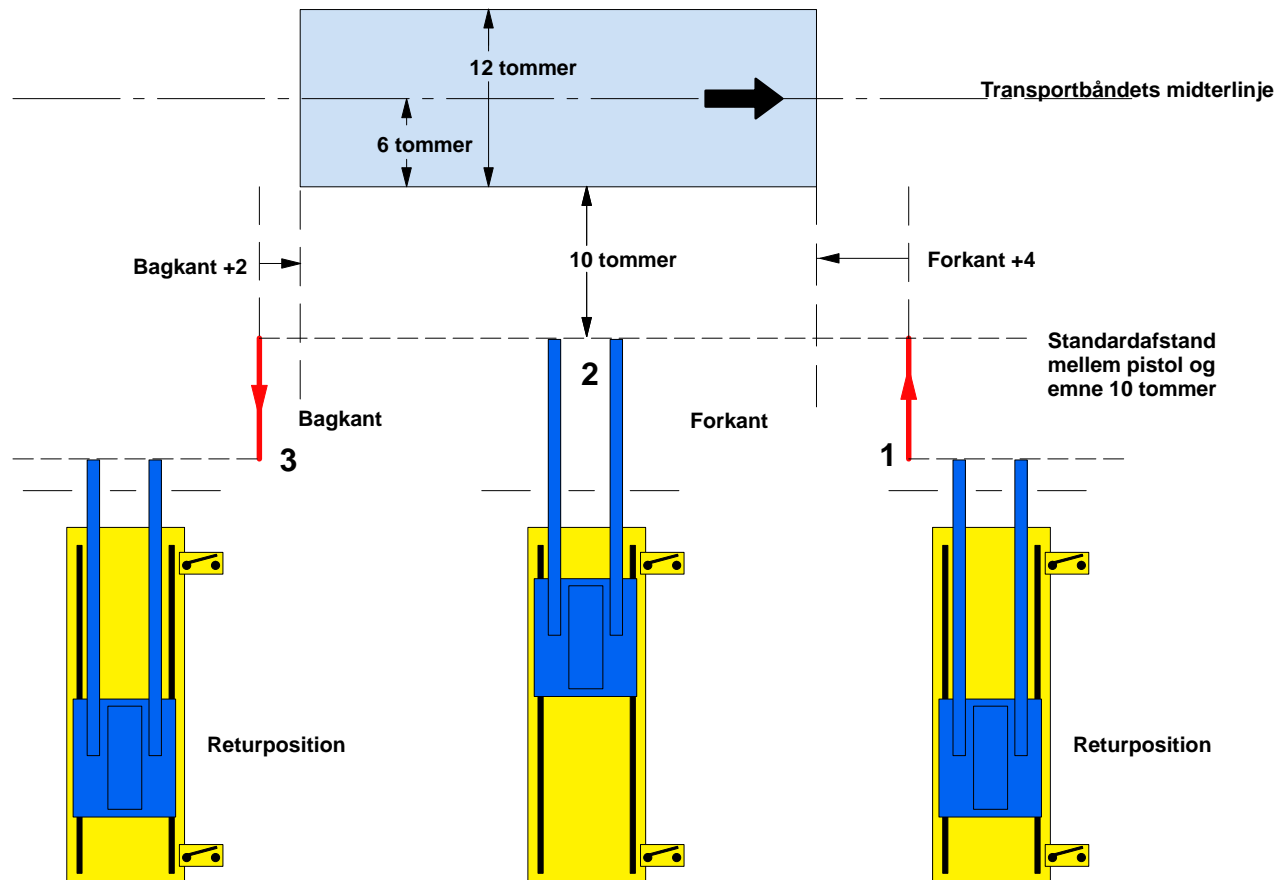 12 tommer
Transportbåndets midterlinje
6 tommer
Bagkant +2
10 tommer
Forkant +4
Standardafstand
mellem pistol og
emne 10 tommer
2
Bagkant
Forkant
3
1
Returposition
Returposition